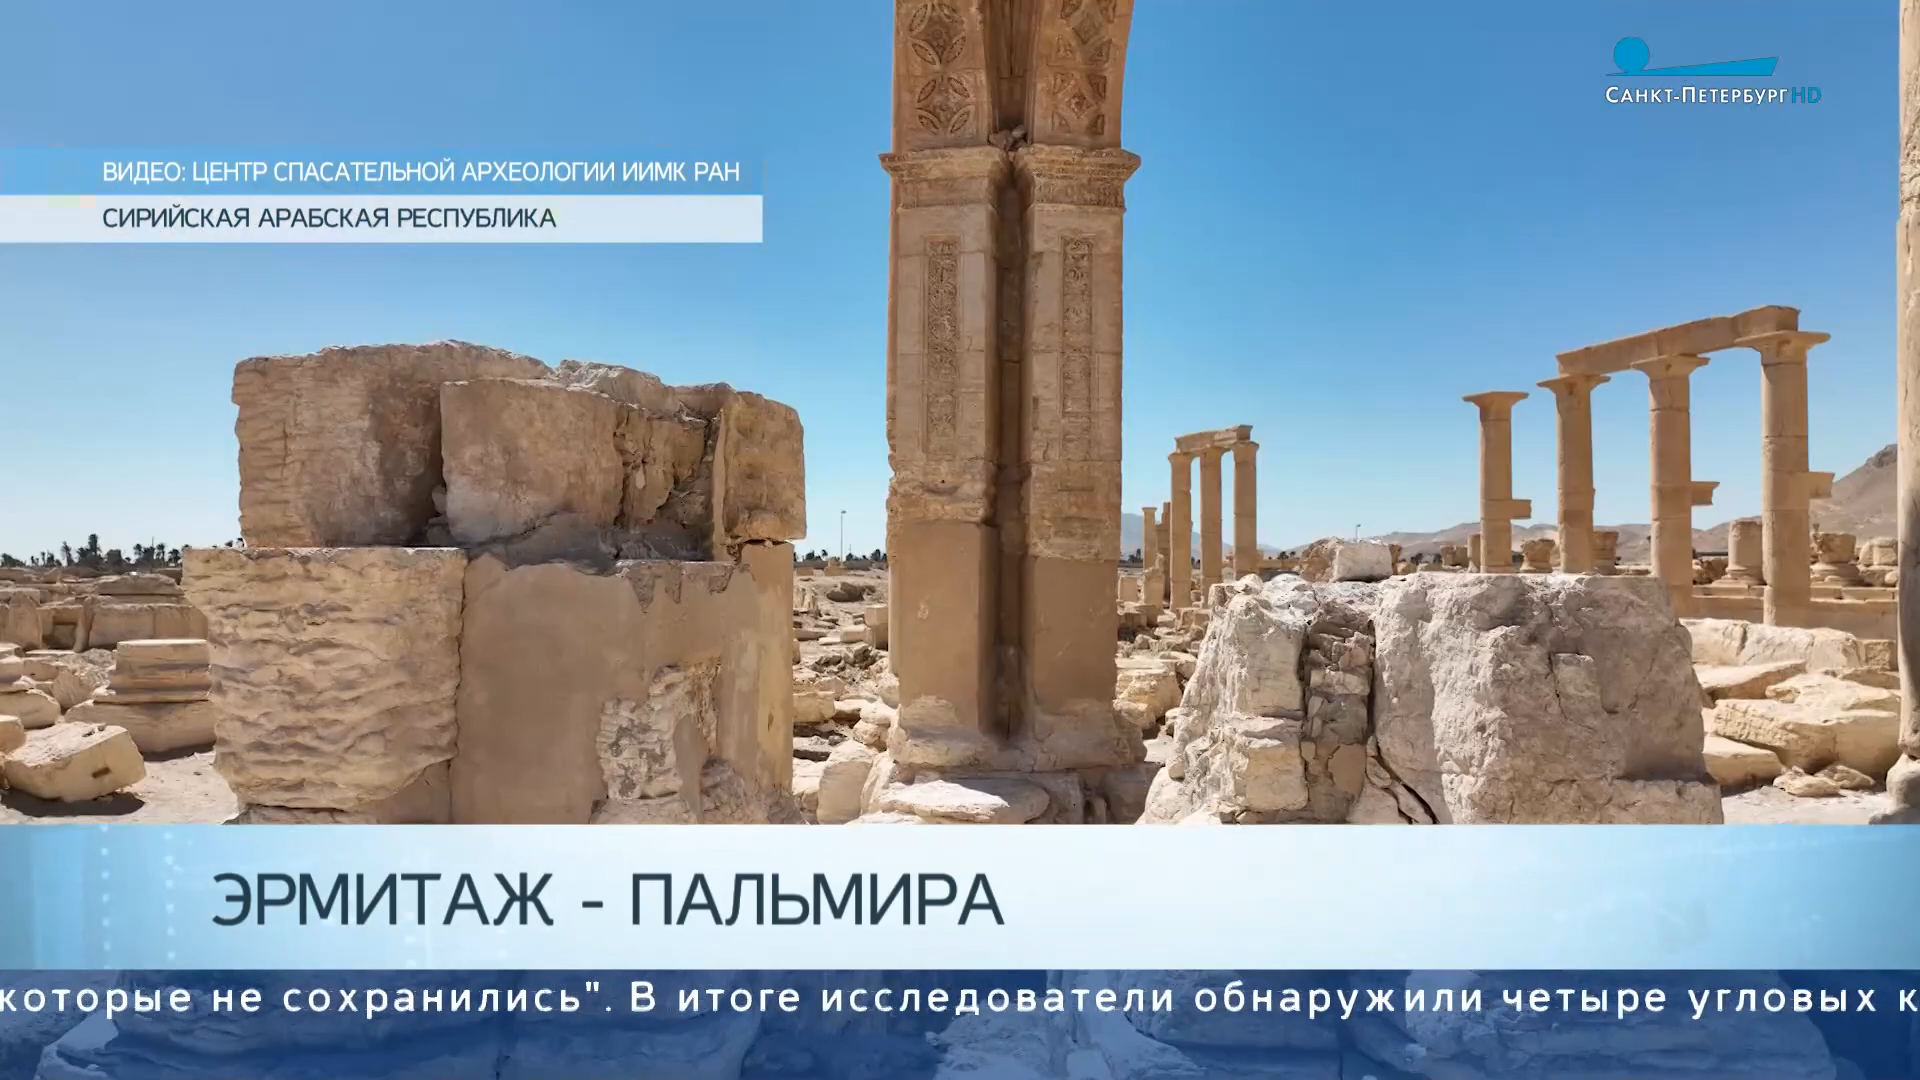 САНКТ-ПЕТЕРБУРГ HD
ВИДЕО: ЦЕНТР СПАСАТЕЛЬНОЙ АРХЕОЛОГИИ ИИМК РАН
СИРИЙСКАЯ АРАБСКАЯ РЕСПУБЛИКА
ЭРМИТАЖ - ПАЛЬМИРА
которые не сохранились". В итоге исследователи обнаружили четыре угловых к